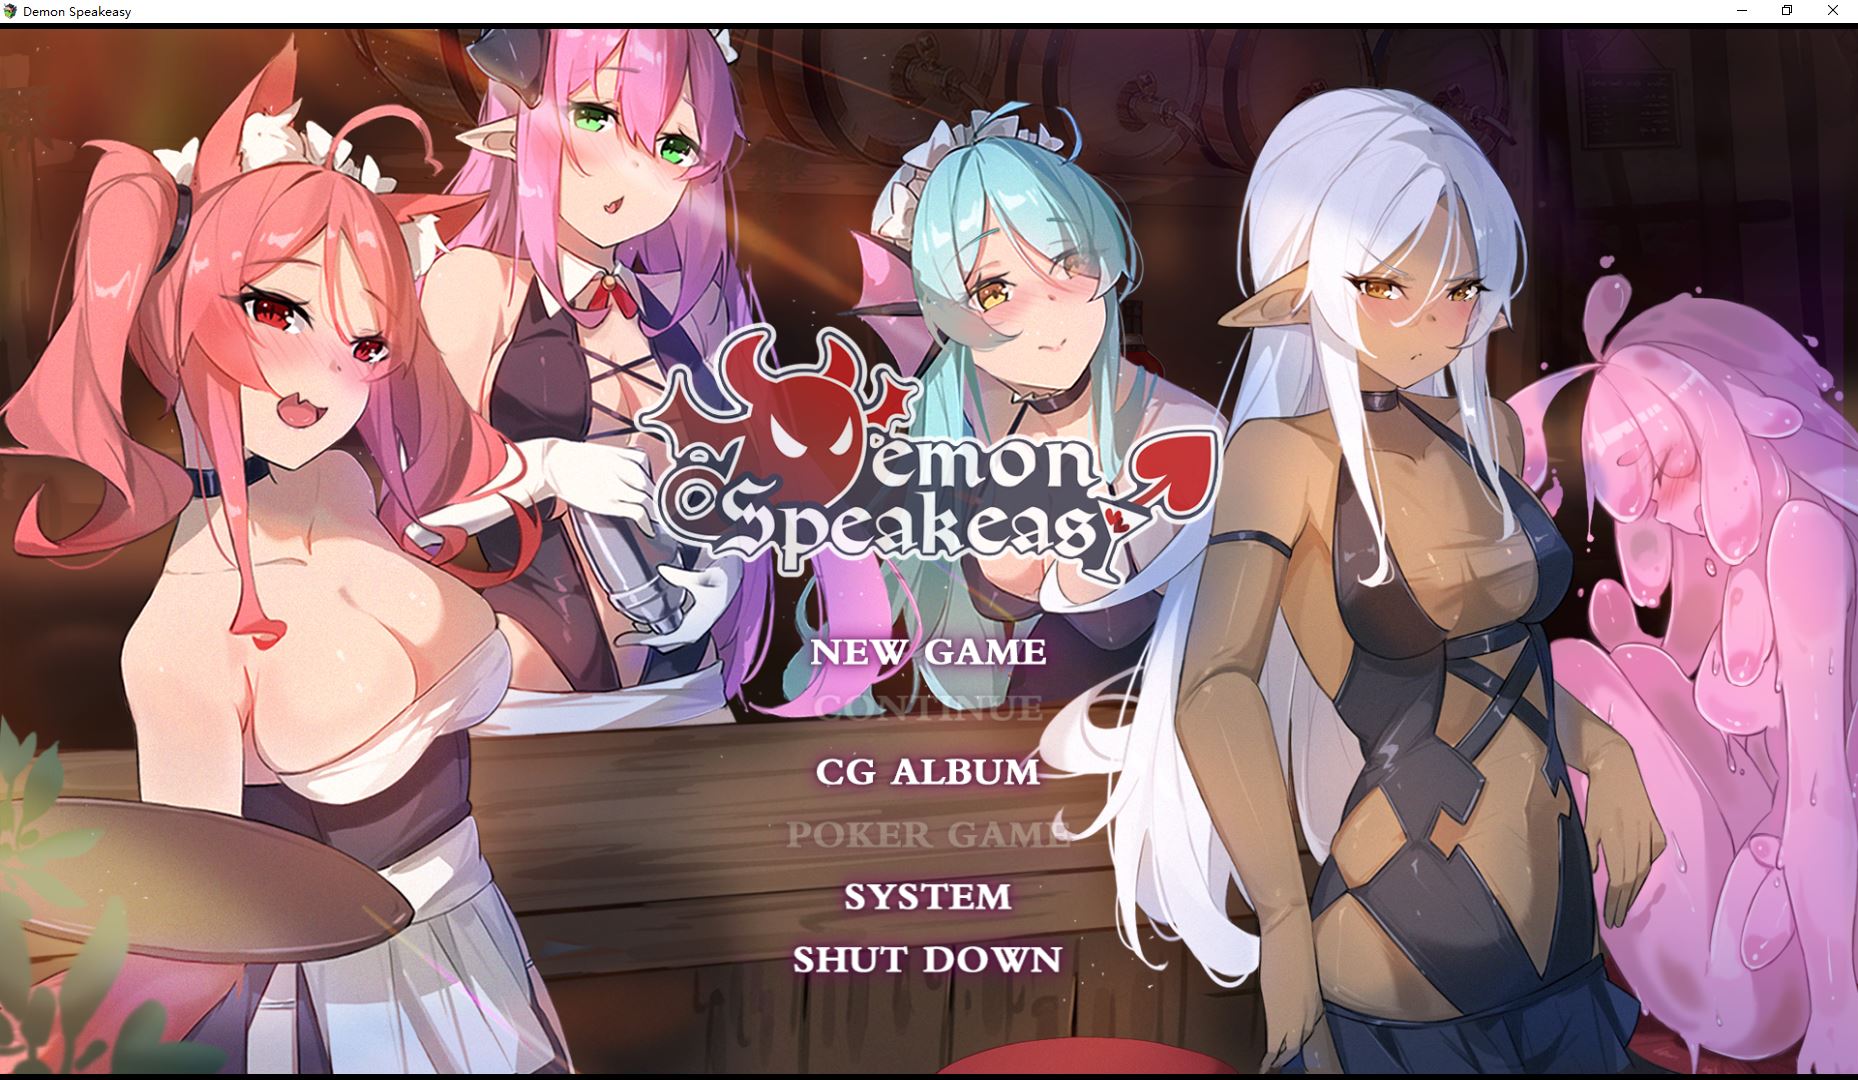 Demon Speakeasy
Demon
Speakeasy
NEW GAME
CONTINUE
CG ALBUM
POKER GAME
SYSTEM
SHUT DOWN